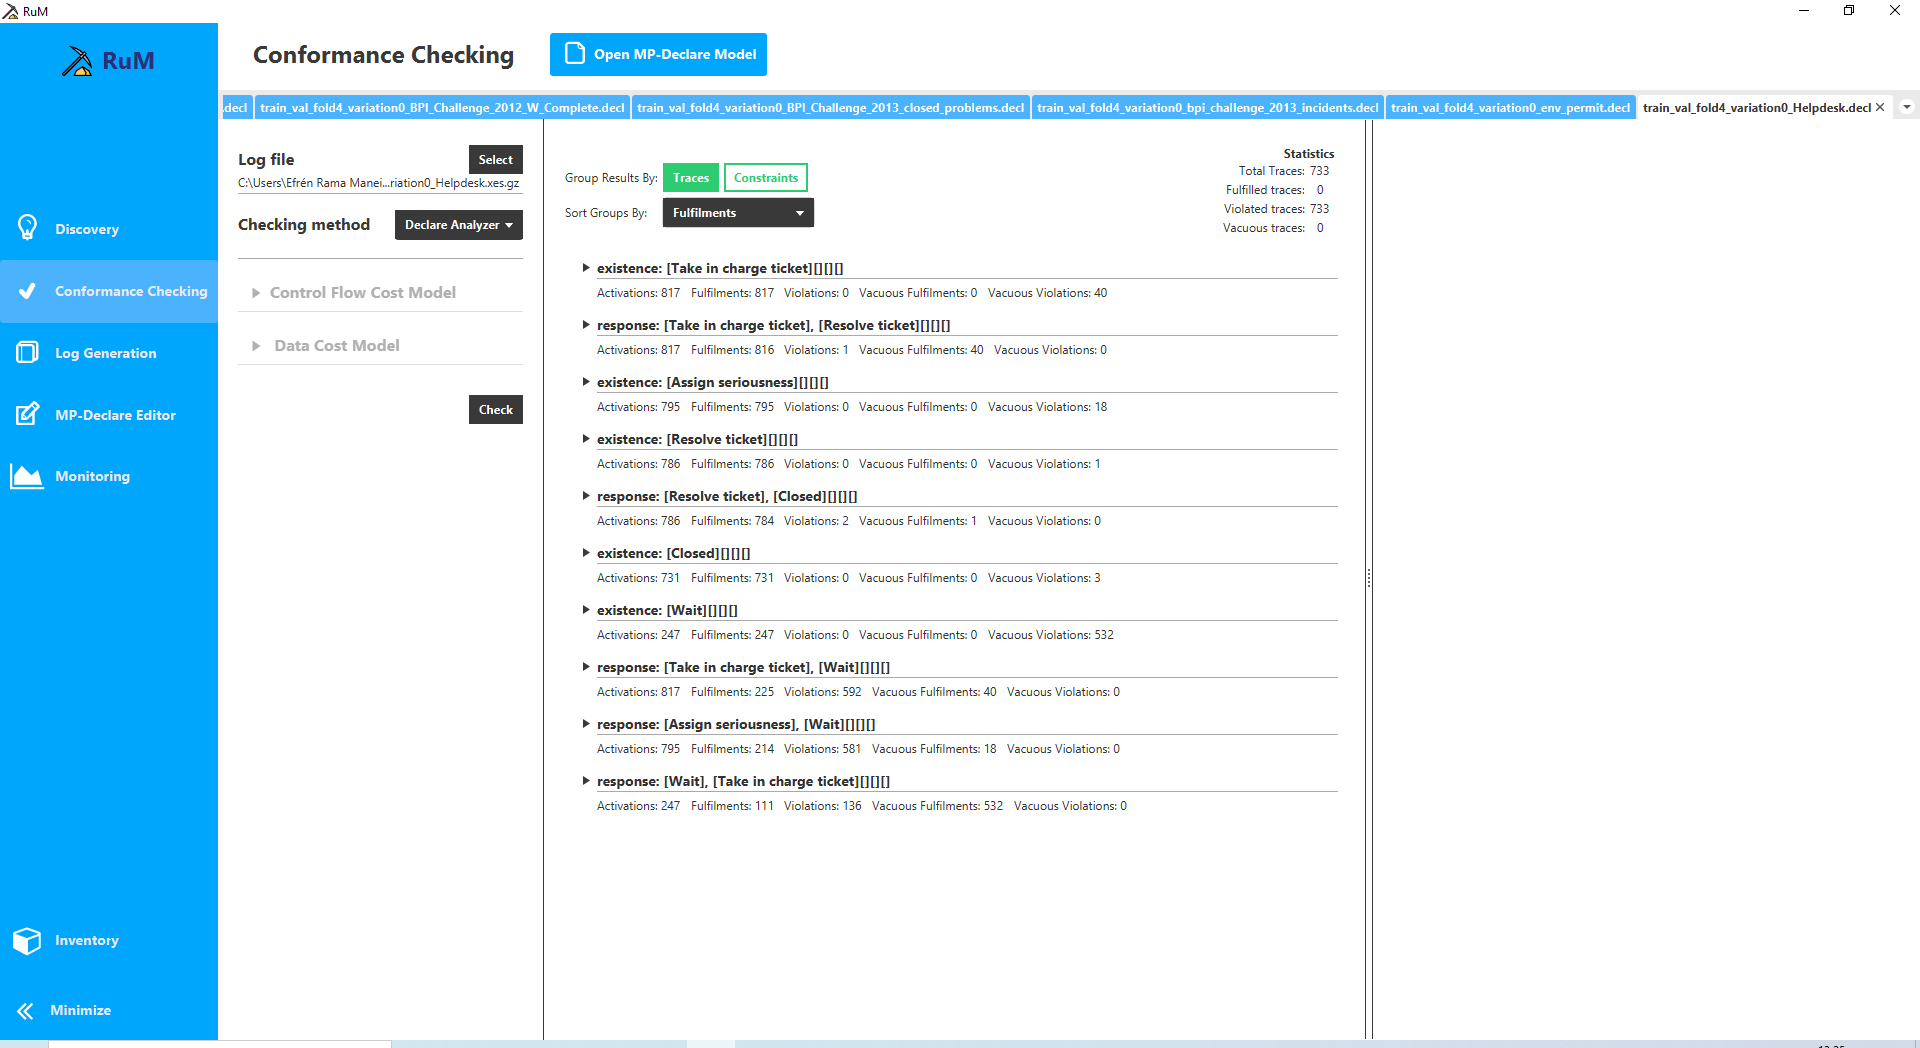 RuM
RuM
Conformance Checking
Open MP-Declare Model
.decl
train_val_fold4_variation0_BPI_Challenge_2012_W_Complete.decl
train_val_fold4_variation0_BPI_Challenge_2013_closed_problems.decl
train_val_fold4_variation0_bpi_challenge_2013_incidents.decl
train_val_fold4_variation0_env_permit.decl
train_val_fold4_variation0_Helpdesk.decl
Discovery
Conformance Checking
Log Generation
MP-Declare Editor
Monitoring
Inventory
Minimize
Log file
Select
C:\Users\Efrén Rama Manei...riation0_Helpdesk.xes.gz
Checking method
Declare Analyzer
Control Flow Cost Model
Data Cost Model
Check
Group Results By: Traces Constraints
Sort Groups By: Fulfilments
Statistics
Total Traces: 733
Fulfilled traces: 0
Violated traces: 733
Vacuous traces: 0
existence: [Take in charge ticket][][][]
Activations: 817 Fulfilments: 817 Violations: 0 Vacuous Fulfilments: 0 Vacuous Violations: 40
response: [Take in charge ticket], [Resolve ticket][][][]
Activations: 817 Fulfilments: 816 Violations: 1 Vacuous Fulfilments: 40 Vacuous Violations: 0
existence: [Assign seriousness][][][]
Activations: 795 Fulfilments: 795 Violations: 0 Vacuous Fulfilments: 0 Vacuous Violations: 18
existence: [Resolve ticket][][][]
Activations: 786 Fulfilments: 786 Violations: 0 Vacuous Fulfilments: 0 Vacuous Violations: 1
response: [Resolve ticket], [Closed][][][]
Activations: 786 Fulfilments: 784 Violations: 2 Vacuous Fulfilments: 1 Vacuous Violations: 0
existence: [Closed][][][]
Activations: 731 Fulfilments: 731 Violations: 0 Vacuous Fulfilments: 0 Vacuous Violations: 3
existence: [Wait][][][]
Activations: 247 Fulfilments: 247 Violations: 0 Vacuous Fulfilments: 0 Vacuous Violations: 532
response: [Take in charge ticket], [Wait][][][]
Activations: 817 Fulfilments: 225 Violations: 592 Vacuous Fulfilments: 40 Vacuous Violations: 0
response: [Assign seriousness], [Wait][][][]
Activations: 795 Fulfilments: 214 Violations: 581 Vacuous Fulfilments: 18 Vacuous Violations: 0
response: [Wait], [Take in charge ticket][][][]
Activations: 247 Fulfilments: 111 Violations: 136 Vacuous Fulfilments: 532 Vacuous Violations: 0